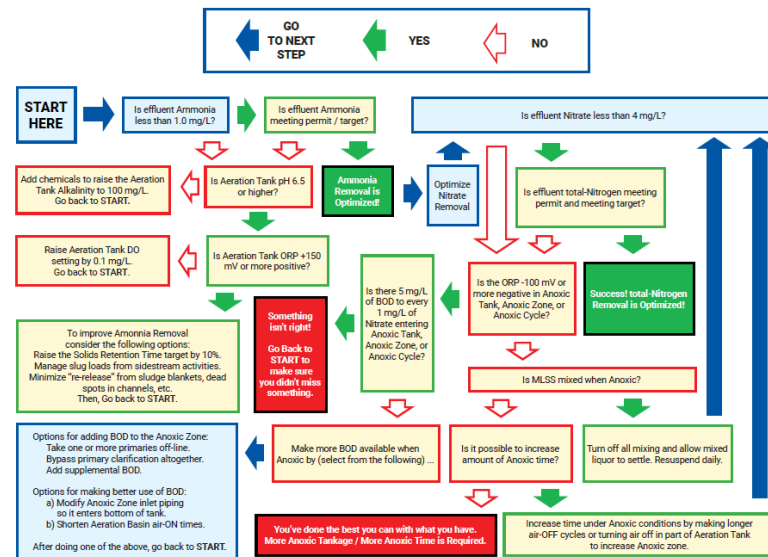 GO
TO NEXT
STEP
YES
NO
START
HERE
Is effluent Ammonia
less than 1.0 mg/L?
Is effluent Ammonia
meeting permit / target?
Is effluent Nitrate less than 4 mg/L?
Add chemicals to raise the Aeration
Tank Alkalinity to 100 mg/L.
Go back to START.
Is Aeration Tank pH 6.5
or higher?
Ammonia
Removal is
Optimized!
Optimize
Nitrate
Removal
Is effluent total-Nitrogen meeting
permit and meeting target?
Raise Aeration Tank DO
setting by 0.1 mg/L.
Go back to START.
Is Aeration Tank ORP +150
mV or more positive?
Is there 5 mg/L
of BOD to every
1 mg/L of
Nitrate entering
Anoxic Tank,
Anoxic Zone, or
Anoxic Cycle?
Is the ORP -100 mV or
more negative in Anoxic
Tank, Anoxic Zone, or
Anoxic Cycle?
Success! total-Nitrogen
Removal is Optimized!
To improve Amonnia Removal
consider the following options:
Raise the Solids Retention Time target by 10%.
Manage slug loads from sidestream activities.
Minimize "re-release" from sludge blankets, dead
spots in channels, etc.
Then, Go back to START.
Something
isn't right!
Go Back to
START to
make sure
you didn't miss
something.
Is MLSS mixed when Anoxic?
Options for adding BOD to the Anoxic Zone:
Take one or more primaries off-line.
Bypass primary clarification altogether.
Add supplemental BOD.
Options for making better use of BOD:
a) Modify Anoxic Zone inlet piping
so it enters bottom of tank.
b) Shorten Aeration Basin air-ON times.
After doing one of the above, go back to START.
Make more BOD available when
Anoxic by (select from the following) ...
Is it possible to increase
amount of Anoxic time?
Turn off all mixing and allow mixed
liquor to settle. Resuspend daily.
You've done the best you can with what you have.
More Anoxic Tankage / More Anoxic Time is Required.
Increase time under Anoxic conditions by making longer
air-OFF cycles or turning air off in part of Aeration Tank
to increase Anoxic zone.